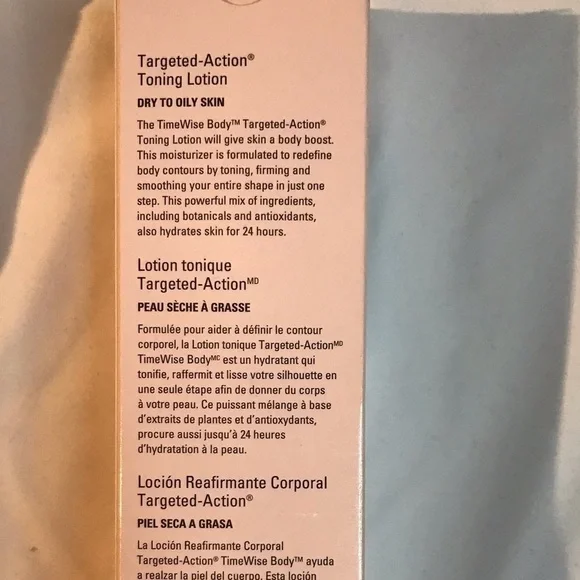 Targeted-Action®
Toning Lotion
DRY TO OILY SKIN
The TimeWise Body™ Targeted-Action®
Toning Lotion will give skin a body boost.
This moisturizer is formulated to redefine
body contours by toning, firming and
smoothing your entire shape in just one
step. This powerful mix of ingredients,
including botanicals and antioxidants,
also hydrates skin for 24 hours.
Lotion tonique
Targeted-Actionᴹᴰ
PEAU SÈCHE À GRASSE
Formulée pour aider à définir le contour
corporel, la Lotion tonique Targeted-Actionᴹᴰ
TimeWise Bodyᴹᶜ est un hydratant qui
tonifie, raffermit et lisse votre silhouette en
une seule étape afin de donner du corps
à votre peau. Ce puissant mélange à base
d'extraits de plantes et d'antioxydants,
procure aussi jusqu'à 24 heures
d'hydratation à la peau.
Loción Reafirmante Corporal
Targeted-Action®
PIEL SECA A GRASA
La Loción Reafirmante Corporal
Targeted-Action® TimeWise Body™ ayuda
a realzar la piel del cuerpo. Esta loción